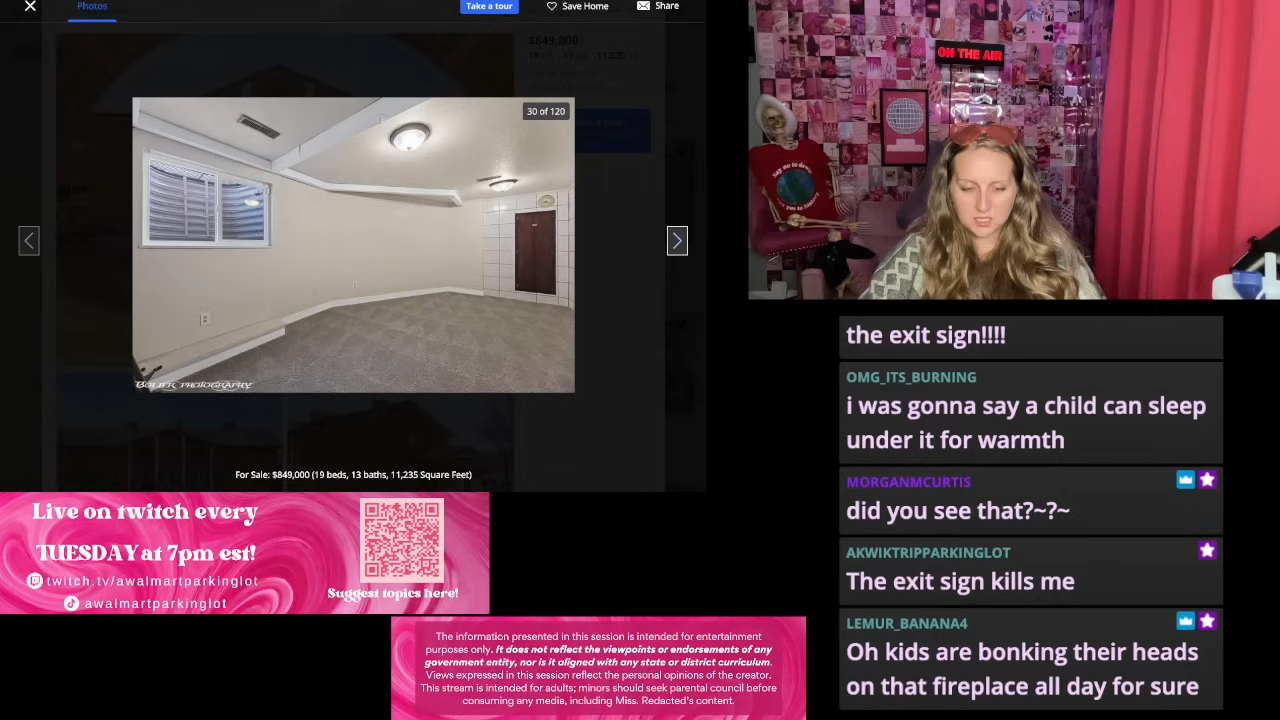 Photos
Take a tour
Save Home
Share
$849,000
30 of 120
ON THE AIR
BOLIER PHOTOGRAPHY
For Sale: $849,000 (19 beds, 13 baths, 11,235 Square Feet)
the exit sign!!!!
OMG_ITS_BURNING
i was gonna say a child can sleep
under it for warmth
MORGANMCURTIS
did you see that?~?~
AKWIKTRIPPARKINGLOT
The exit sign kills me
LEMUR_BANANA4
Oh kids are bonking their heads
on that fireplace all day for sure
Live on twitch every
TUESDAY at 7pm est!
twitch.tv/awalmartparkinglot
awalmartparkinglot
Suggest topics here!
The information presented in this session is intended for entertainment
purposes only. It does not reflect the viewpoints or endorsements of any
government entity, nor is it aligned with any state or district curriculum.
Views expressed in this session reflect the personal opinions of the creator.
This stream is intended for adults; minors should seek parental council before
consuming any media, including Miss. Redacted's content.